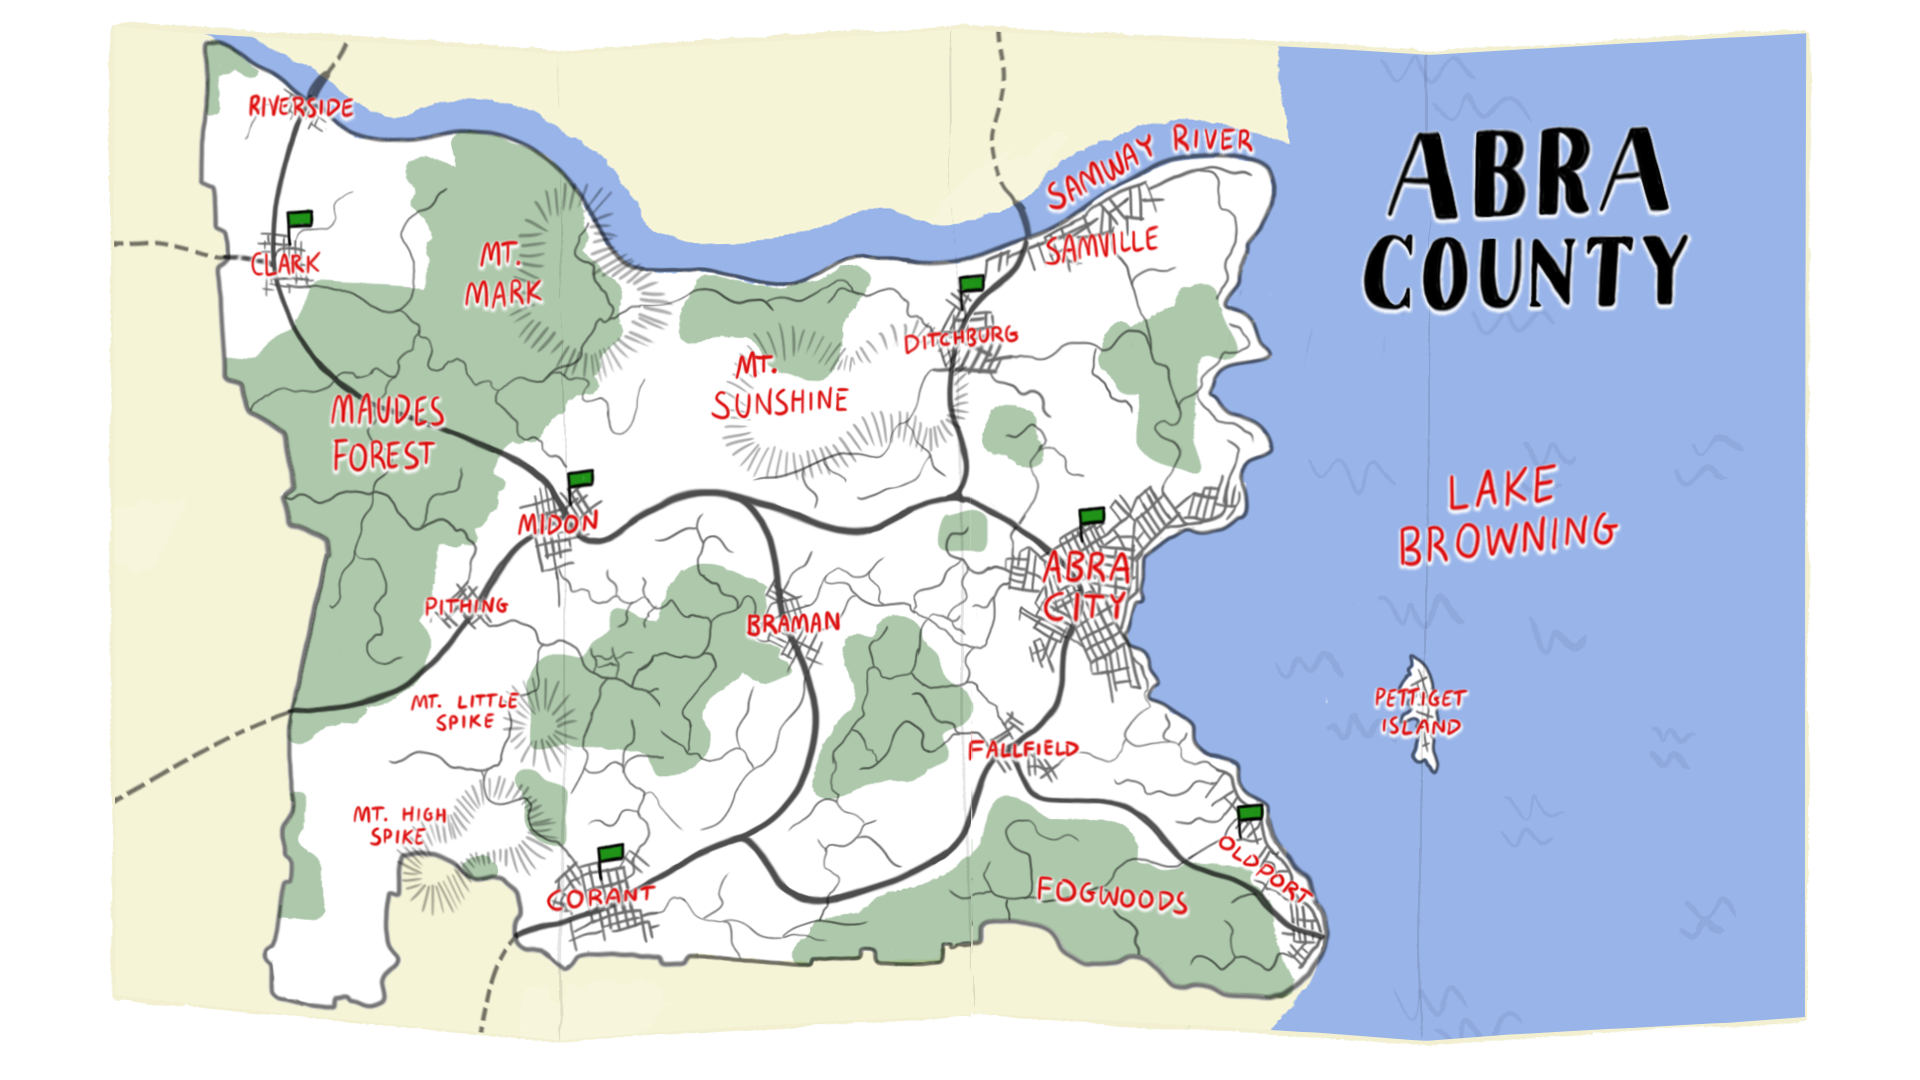 ABRA
COUNTY
RIVERSIDE
SAMWAY RIVER
SAMVILLE
CLARK
MT.
MARK
DITCHBURG
MT.
SUNSHINE
MAUDES
FOREST
LAKE
BROWNING
MIDON
ABRA
CITY
PITHING
BRAMAN
MT. LITTLE
SPIKE
PETTIGET
ISLAND
FALLFIELD
MT. HIGH
SPIKE
OLDPORT
CORANT
FOGWOODS